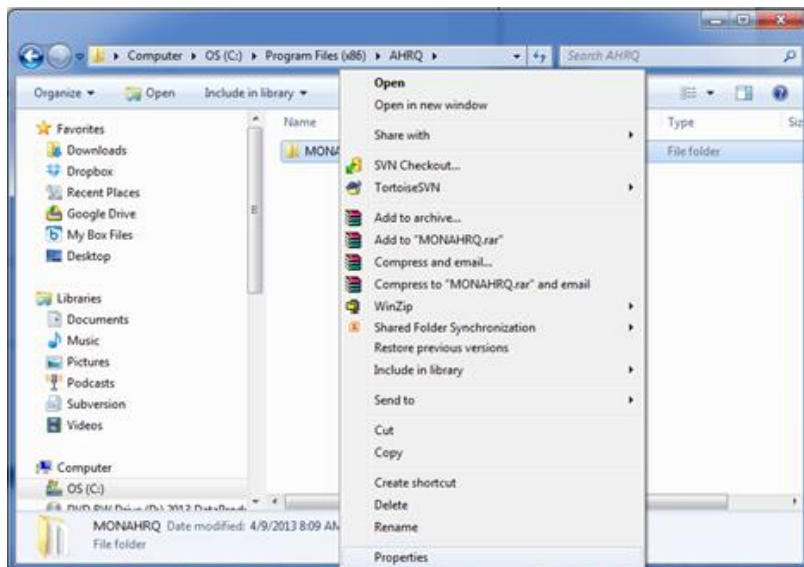 Computer ▸ OS (C:) ▸ Program Files (x86) ▸ AHRQ ▸
Search AHRQ
Organize
Open
Include in library
Favorites
Downloads
Dropbox
Recent Places
Google Drive
My Box Files
Desktop
Libraries
Documents
Music
Pictures
Podcasts
Subversion
Videos
Computer
OS (C:)
Name
Type
MONA
File folder
Open
Open in new window
Share with
SVN Checkout...
TortoiseSVN
Add to archive...
Add to "MONAHRQ.rar"
Compress and email...
Compress to "MONAHRQ.rar" and email
WinZip
Shared Folder Synchronization
Restore previous versions
Include in library
Send to
Cut
Copy
Create shortcut
Delete
Rename
Properties
MONAHRQ Date modified: 4/9/2013 8:09 AM
File folder